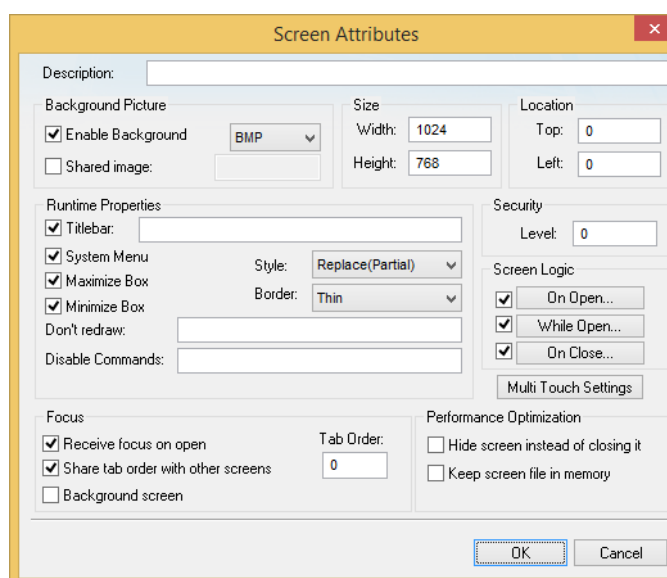 Screen Attributes
Description:
Background Picture
Enable Background BMP
Shared image:
Size
Width: 1024
Height: 768
Location
Top: 0
Left: 0
Runtime Properties
Titlebar:
System Menu
Maximize Box
Minimize Box
Style: Replace(Partial)
Border: Thin
Don't redraw:
Disable Commands:
Security
Level: 0
Screen Logic
On Open...
While Open...
On Close...
Multi Touch Settings
Focus
Receive focus on open
Share tab order with other screens
Background screen
Tab Order:
0
Performance Optimization
Hide screen instead of closing it
Keep screen file in memory
OK Cancel